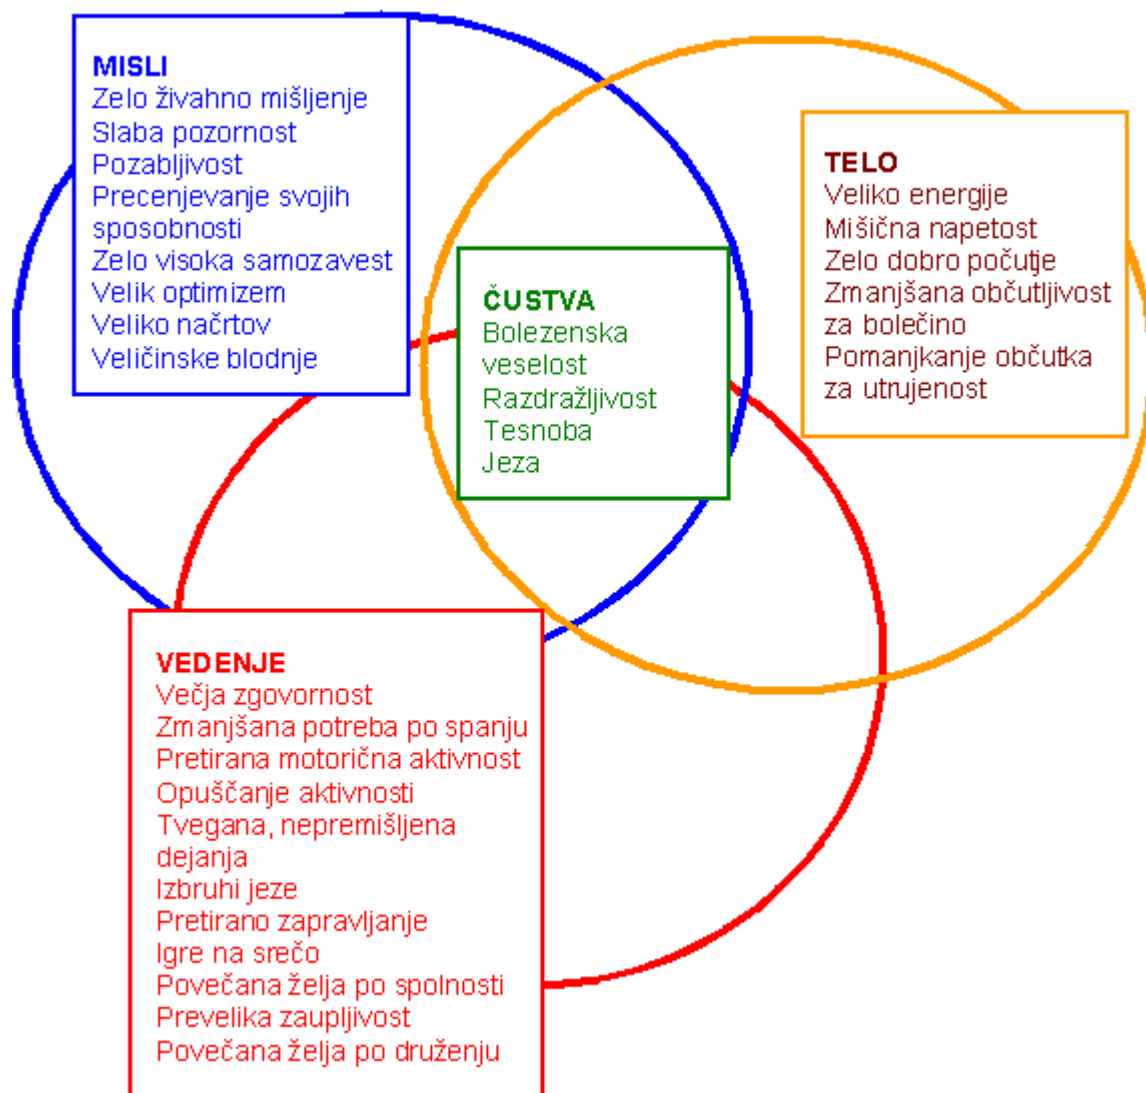 MISLI
Zelo živahno mišljenje
Slaba pozornost
Pozabljivost
Precenjevanje svojih
sposobnosti
Zelo visoka samozavest
Velik optimizem
Veliko načrtov
Veličinske blodnje
TELO
Veliko energije
Mišična napetost
Zelo dobro počutje
Zmanjšana občutljivost
za bolečino
Pomanjkanje občutka
za utrujenost
ČUSTVA
Bolezenska
veselost
Razdražljivost
Tesnoba
Jeza
VEDENJE
Večja zgovornost
Zmanjšana potreba po spanju
Pretirana motorična aktivnost
Opuščanje aktivnosti
Tvegana, nepremišljena
dejanja
Izbruhi jeze
Pretirano zapravljanje
Igre na srečo
Povečana želja po spolnosti
Prevelika zaupljivost
Povečana želja po druženju